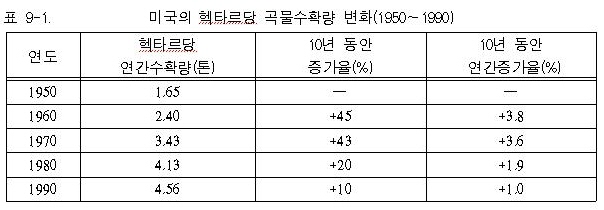 표 9-1. 미국의 헥타르당 곡물수확량 변화(1950~1990)
연도 헥타르당 연간수확량(톤) 10년 동안 증가율(%) 10년 동안 연간증가율(%)
1950 1.65 — —
1960 2.40 +45 +3.8
1970 3.43 +43 +3.6
1980 4.13 +20 +1.9
1990 4.56 +10 +1.0